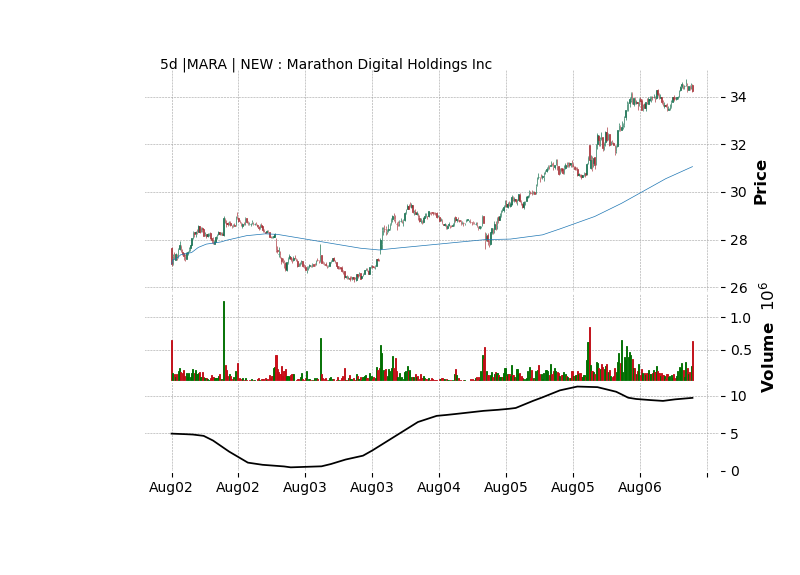 5d |MARA | NEW : Marathon Digital Holdings Inc
34
32
30
28
26
Price
1.0
0.5
Volume 10^6
10
5
0
Aug02 Aug02 Aug03 Aug03 Aug04 Aug05 Aug05 Aug06